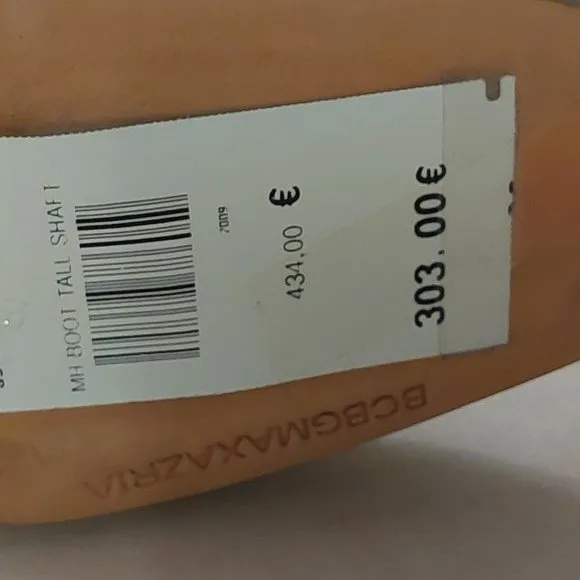 MH BOOT TALL SHAFT
2009
434,00 €
303.00€
BCBGMAXAZRIA